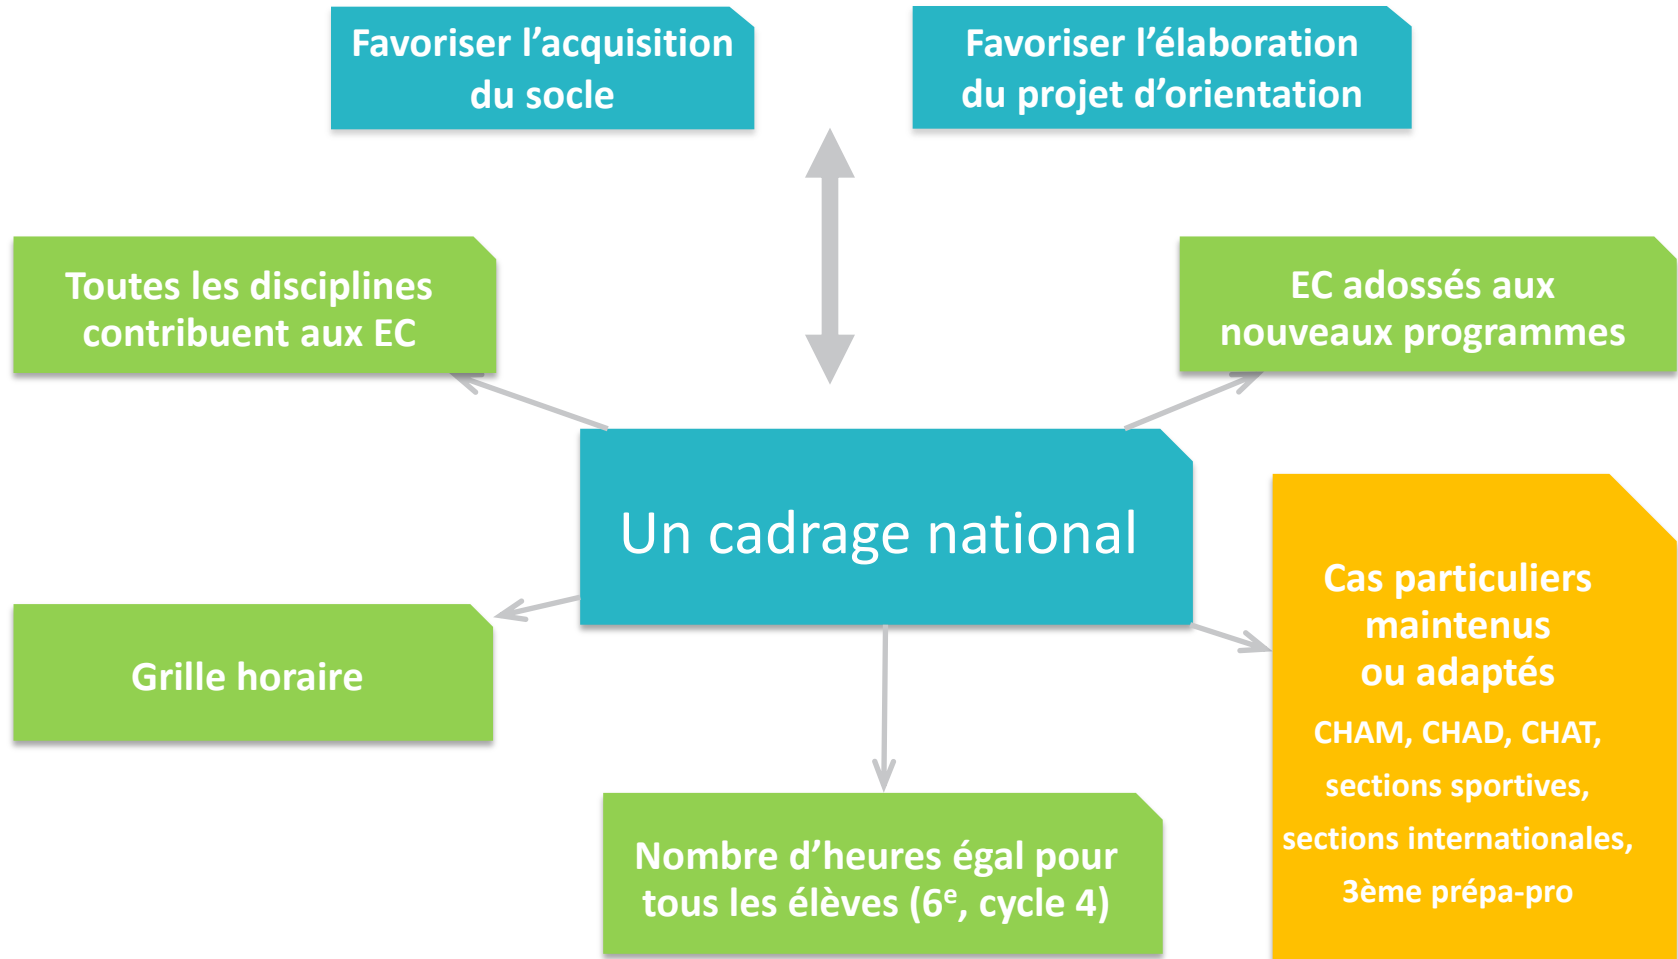 Favoriser l’acquisition
du socle
Favoriser l’élaboration
du projet d’orientation
Toutes les disciplines
contribuent aux EC
EC adossés aux
nouveaux programmes
Un cadrage national
Grille horaire
Cas particuliers
maintenus
ou adaptés
CHAM, CHAD, CHAT,
sections sportives,
sections internationales,
3ème prépa-pro
Nombre d’heures égal pour
tous les élèves (6e, cycle 4)